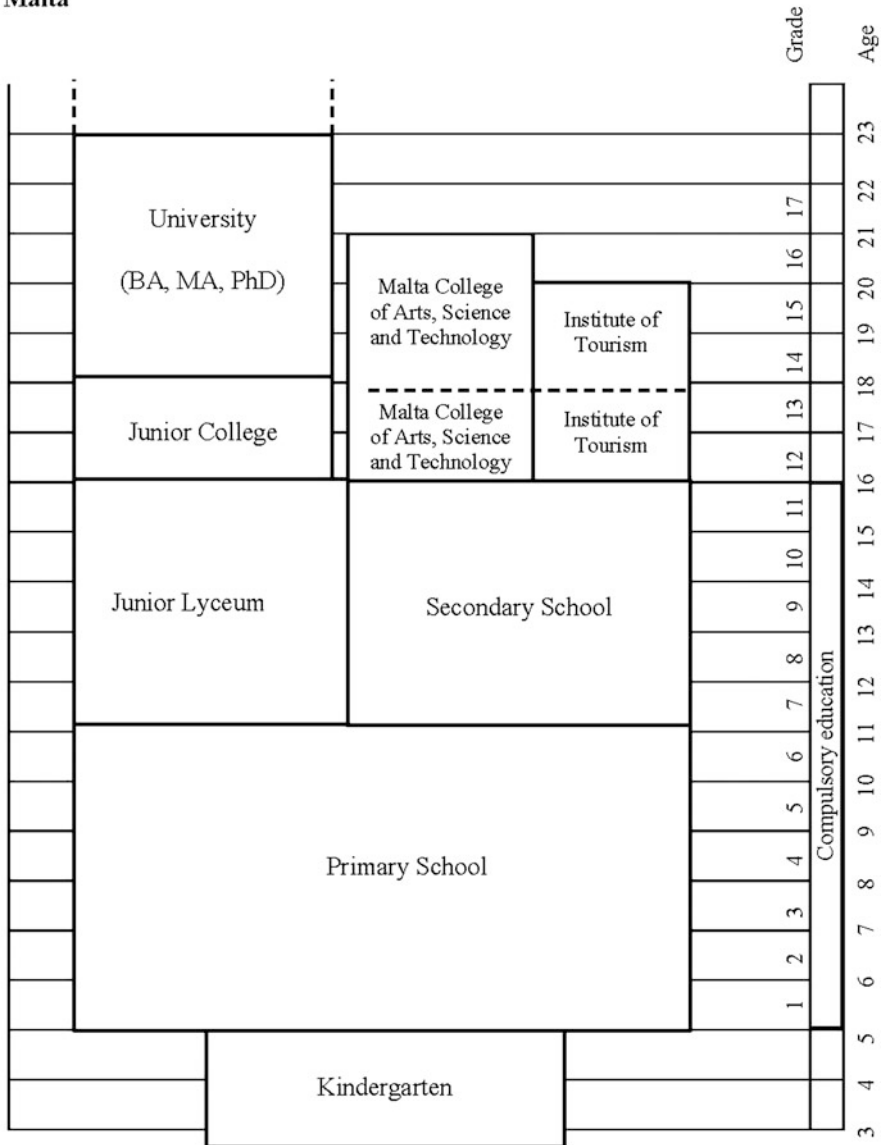 Malta
Grade
Age
University
(BA, MA, PhD)
Malta College
of Arts, Science
and Technology
Institute of
Tourism
Junior College
Malta College
of Arts, Science
and Technology
Institute of
Tourism
Junior Lyceum
Secondary School
Primary School
Kindergarten
17
16
15
14
13
12
11
10
9
8
7
6
5
4
3
2
1
Compulsory education
23
22
21
20
19
18
17
16
15
14
13
12
11
10
9
8
7
6
5
4
3